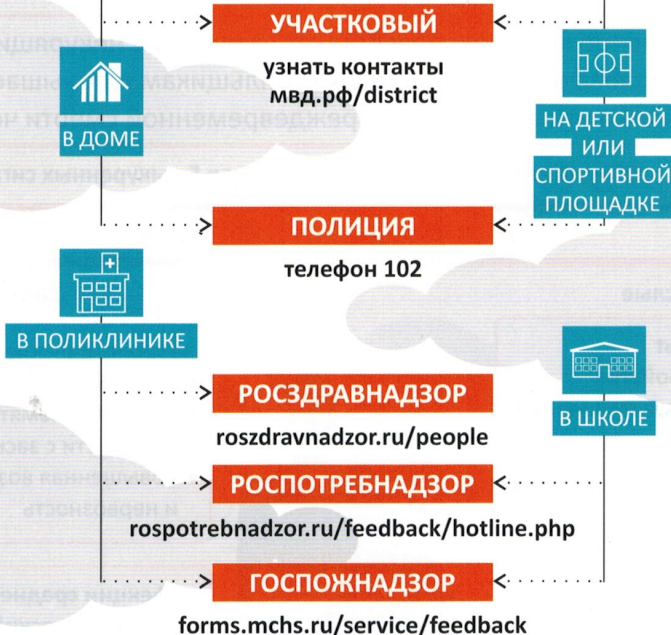 УЧАСТКОВЫЙ
узнать контакты
мвд.рф/district
В ДОМЕ
НА ДЕТСКОЙ
ИЛИ
СПОРТИВНОЙ
ПЛОЩАДКЕ
ПОЛИЦИЯ
телефон 102
В ПОЛИКЛИНИКЕ
РОСЗДРАВНАДЗОР
roszdravnadzor.ru/people
В ШКОЛЕ
РОСПОТРЕБНАДЗОР
rospotrebnadzor.ru/feedback/hotline.php
ГОСПОЖНАДЗОР
forms.mchs.ru/service/feedback